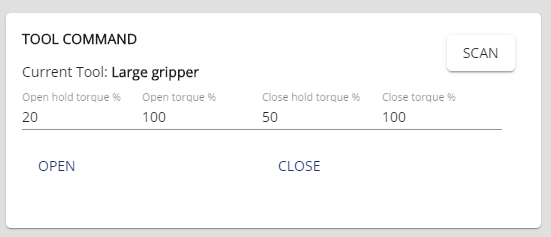 TOOL COMMAND
SCAN
Current Tool: Large gripper
Open hold torque % Open torque % Close hold torque % Close torque %
20 100 50 100
OPEN CLOSE